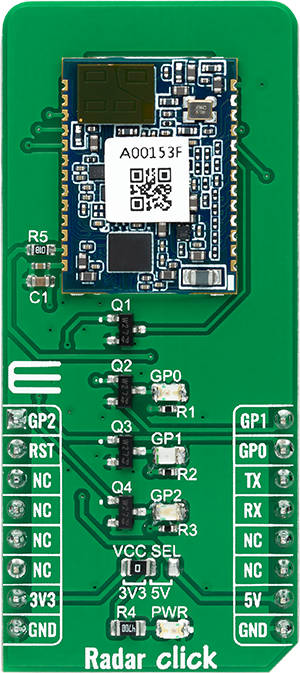 A00153F
R5
C1
Q1
Q2
GP0
R1
GP2
GP1
Q3
GP1
RST
GP0
R2
NC
TX
Q4
GP2
NC
RX
R3
NC
NC
VCC SEL
NC
NC
0
3V3
3V3 5V
5V
R4
PWR
GND
GND
Radar click